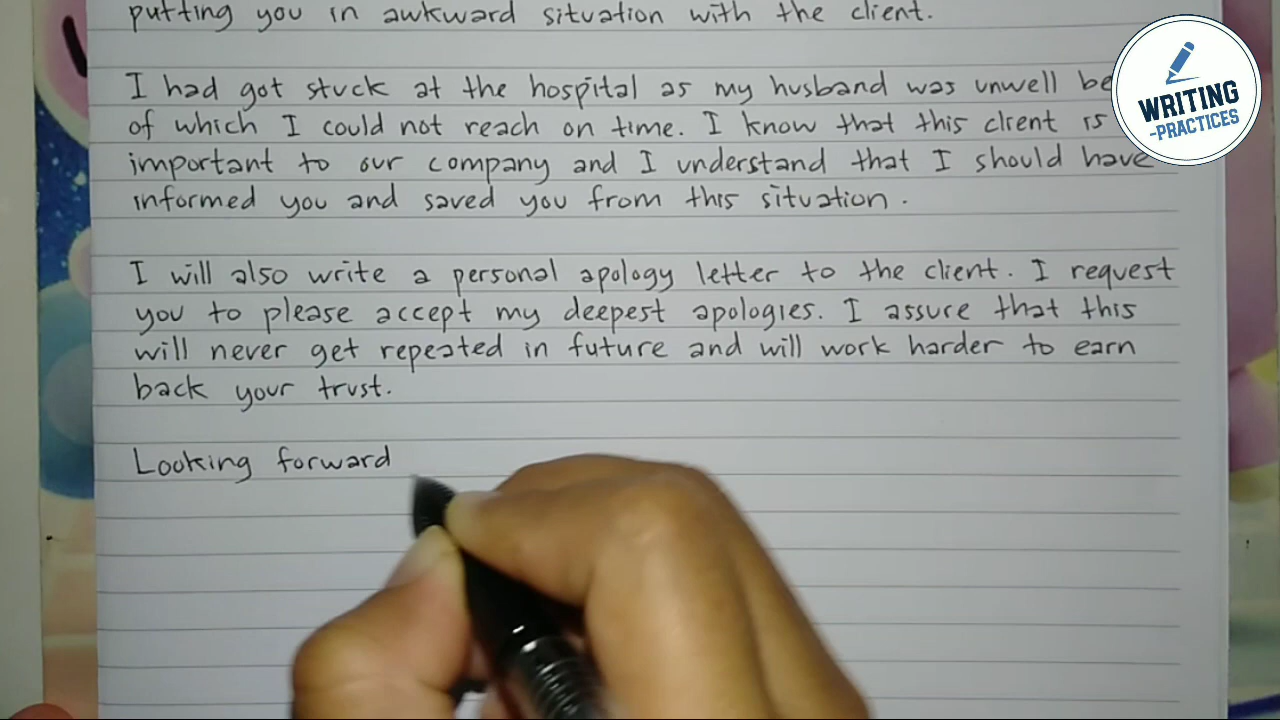 putting you in awkward situation with the client.
I had got stuck at the hospital as my husband was unwell be
of which I could not reach on time. I know that this client is
important to our company and I understand that I should have
informed you and saved you from this situation.
I will also write a personal apology letter to the client. I request
you to please accept my deepest apologies. I assure that this
will never get repeated in future and will work harder to earn
back your trust.
Looking forward
WRITING
-PRACTICES